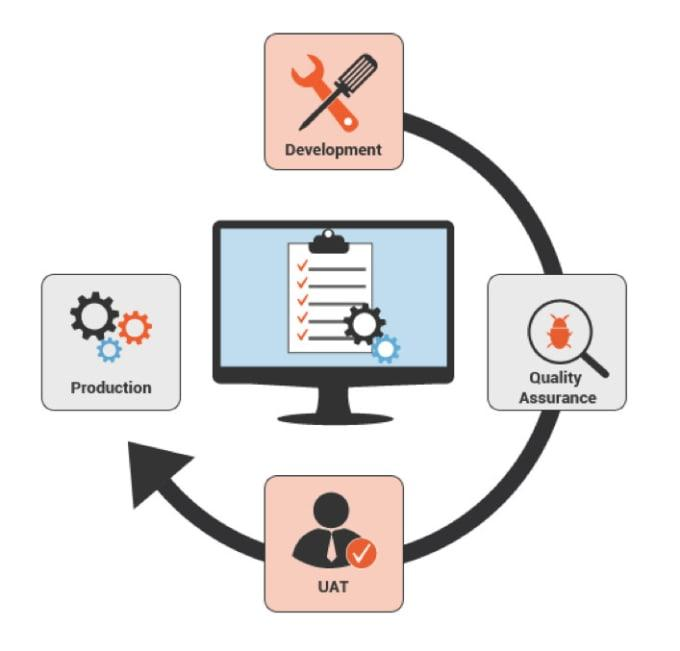 Development
Quality
Assurance
Production
UAT